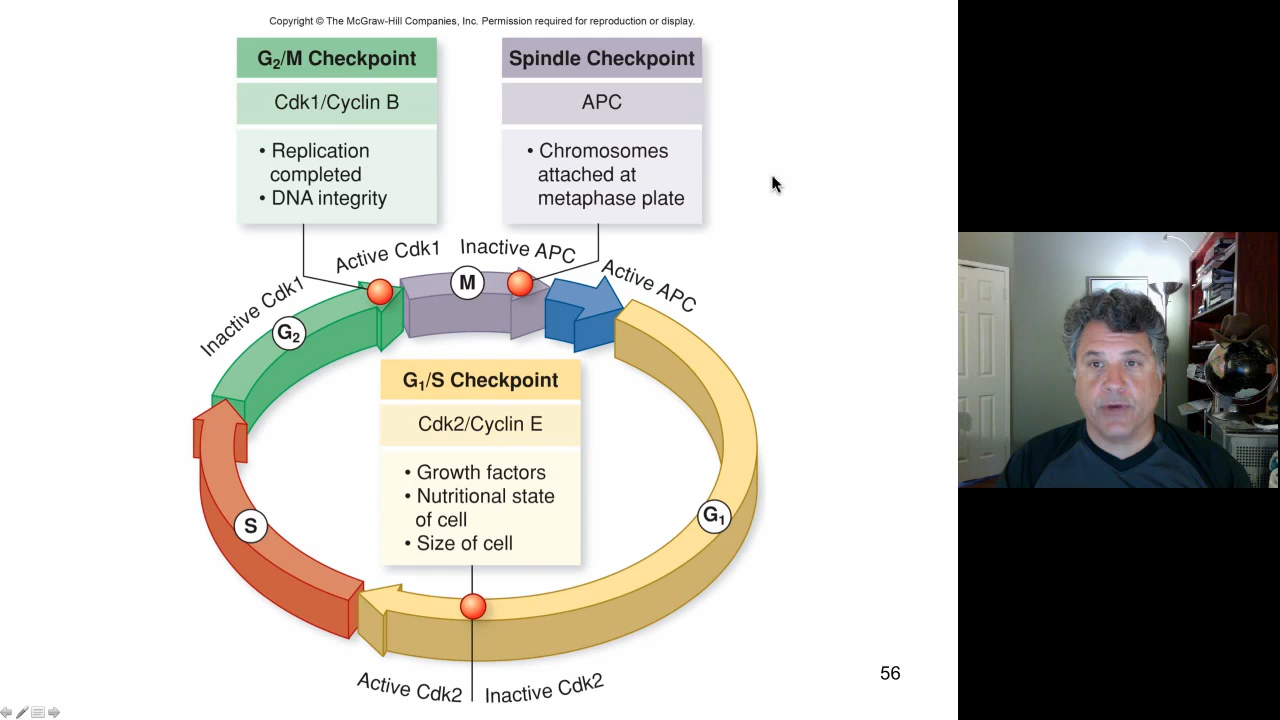 Copyright © The McGraw-Hill Companies, Inc. Permission required for reproduction or display.
G₂/M Checkpoint
Cdk1/Cyclin B
• Replication
completed
• DNA integrity
Spindle Checkpoint
APC
• Chromosomes
attached at
metaphase plate
Inactive Cdk1
Active Cdk1
Inactive APC
Active APC
M
G₂
G₁/S Checkpoint
Cdk2/Cyclin E
• Growth factors
• Nutritional state
of cell
• Size of cell
S
G₁
Active Cdk2
Inactive Cdk2
56